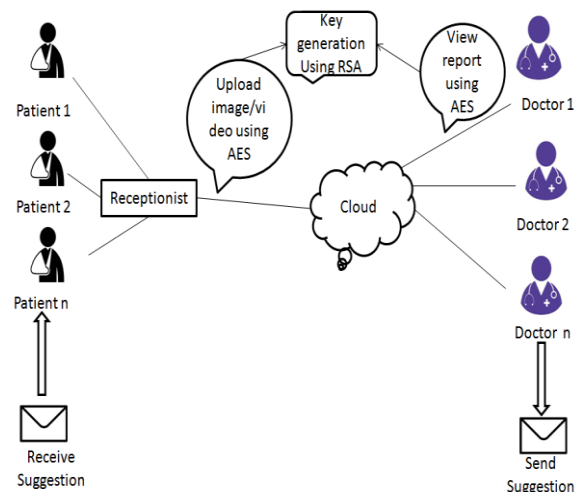 Key
generation
Using RSA
View
report
using
AES
Upload
image/vi
deo using
AES
Patient 1
Doctor 1
Patient 2
Receptionist
Cloud
Doctor 2
Patient n
Doctor n
Receive
Suggestion
Send
Suggestion